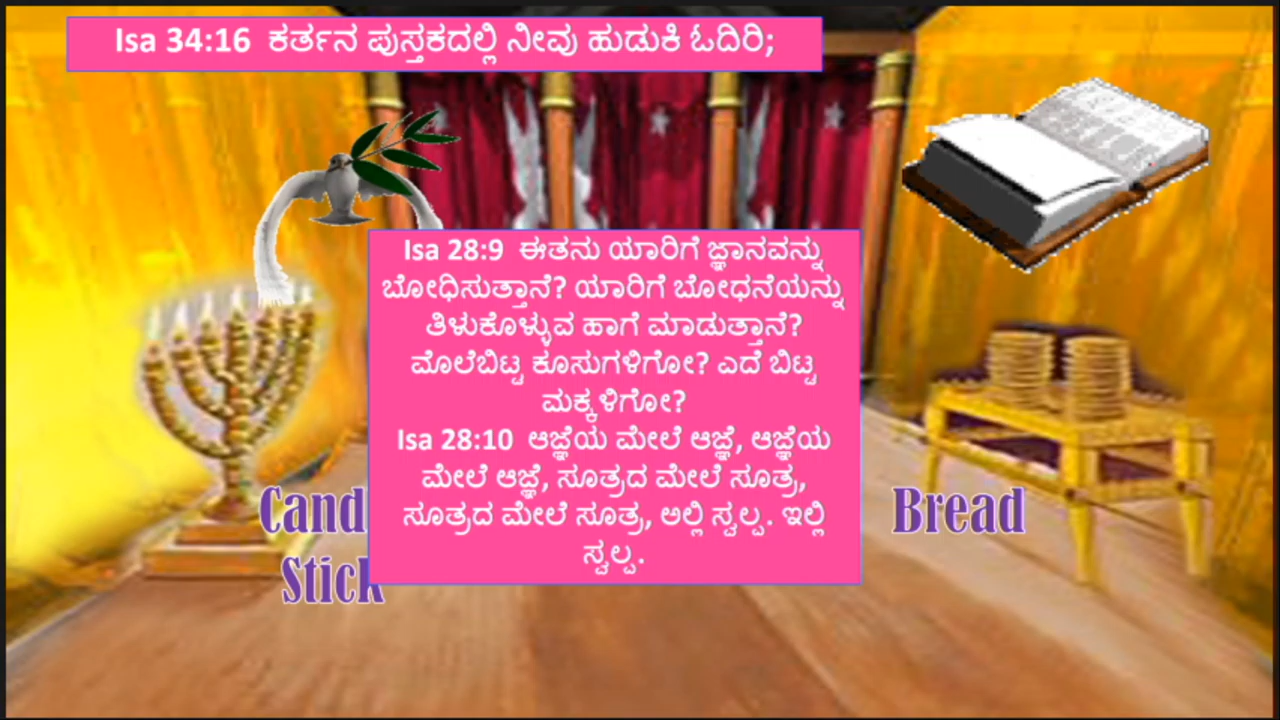 Isa 34:16 ಕರ್ತನ ಪುಸ್ತಕದಲ್ಲಿ ನೀವು ಹುಡುಕಿ ಓದಿರಿ;
Isa 28:9 ಈತನು ಯಾರಿಗೆ ಜ್ಞಾನವನ್ನು
ಬೋಧಿಸುತ್ತಾನೆ? ಯಾರಿಗೆ ಬೋಧನೆಯನ್ನು
ತಿಳುಕೊಳ್ಳುವ ಹಾಗೆ ಮಾಡುತ್ತಾನೆ?
ಮೊಲೆಬಿಟ್ಟ ಕೂಸುಗಳಿಗೋ? ಎದೆ ಬಿಟ್ಟ
ಮಕ್ಕಳಿಗೋ?
Isa 28:10 ಆಜ್ಞೆಯ ಮೇಲೆ ಆಜ್ಞೆ, ಆಜ್ಞೆಯ
ಮೇಲೆ ಆಜ್ಞೆ, ಸೂತ್ರದ ಮೇಲೆ ಸೂತ್ರ,
ಸೂತ್ರದ ಮೇಲೆ ಸೂತ್ರ, ಅಲ್ಲಿ ಸ್ವಲ್ಪ. ಇಲ್ಲಿ
ಸ್ವಲ್ಪ.
Cand
Stick
Bread